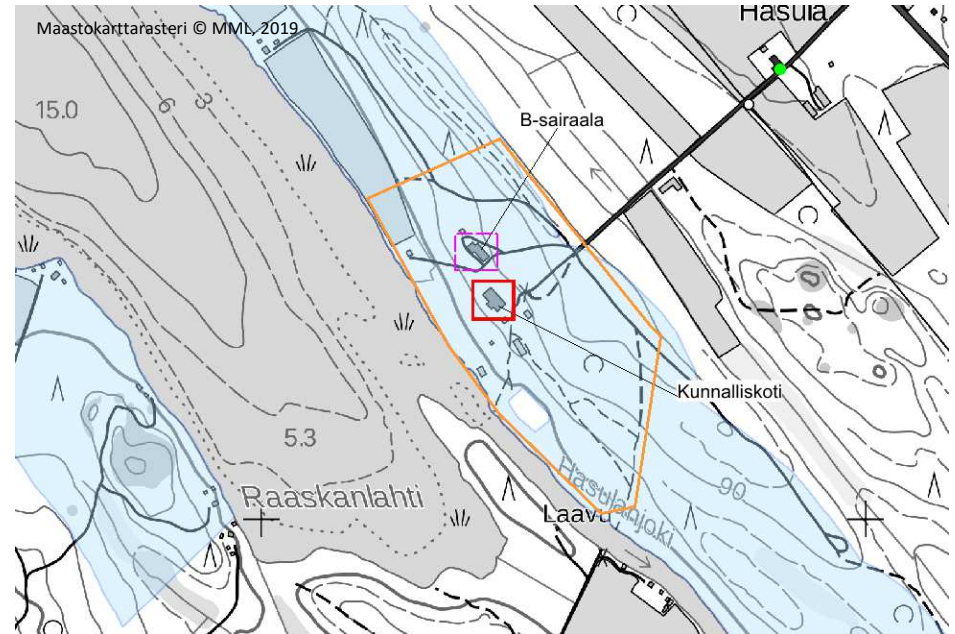 Maastokarttarasteri © MML, 2019
Hasula
15.0
6
3
B-sairaala
Kunnalliskoti
5.3
Raaskanlahti
90
Hasulanjoki
Laavu